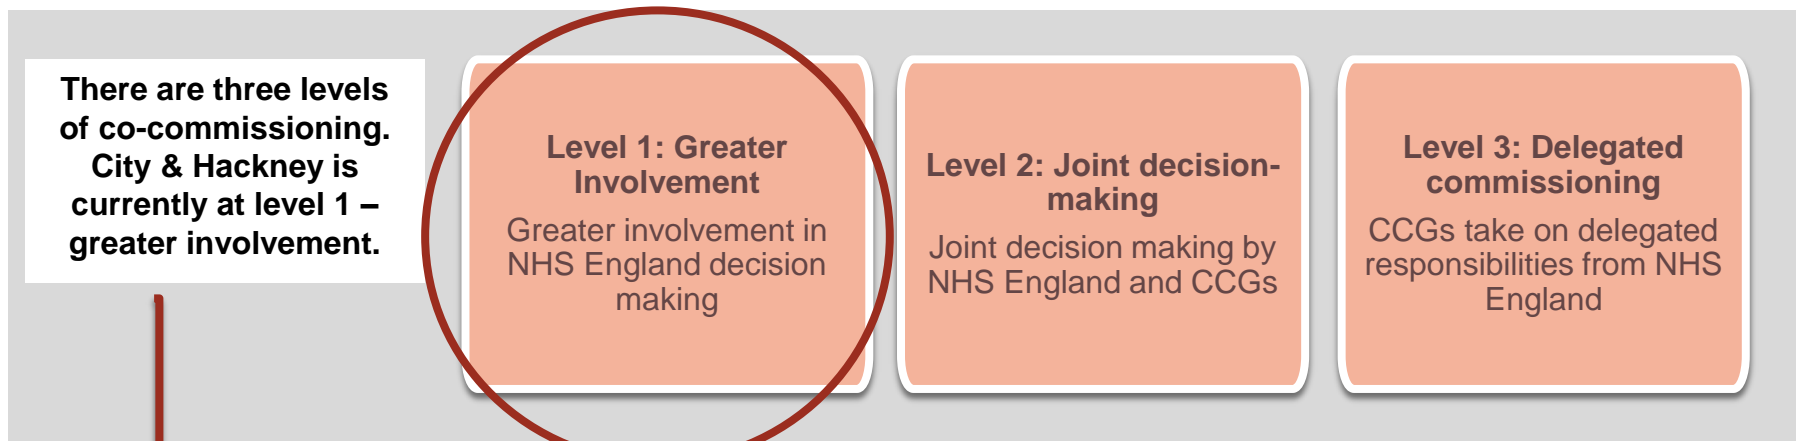 There are three levels
of co-commissioning.
City & Hackney is
currently at level 1 –
greater involvement.
Level 1: Greater
Involvement
Greater involvement in
NHS England decision
making
Level 2: Joint decision-
making
Joint decision making by
NHS England and CCGs
Level 3: Delegated
commissioning
CCGs take on delegated
responsibilities from NHS
England